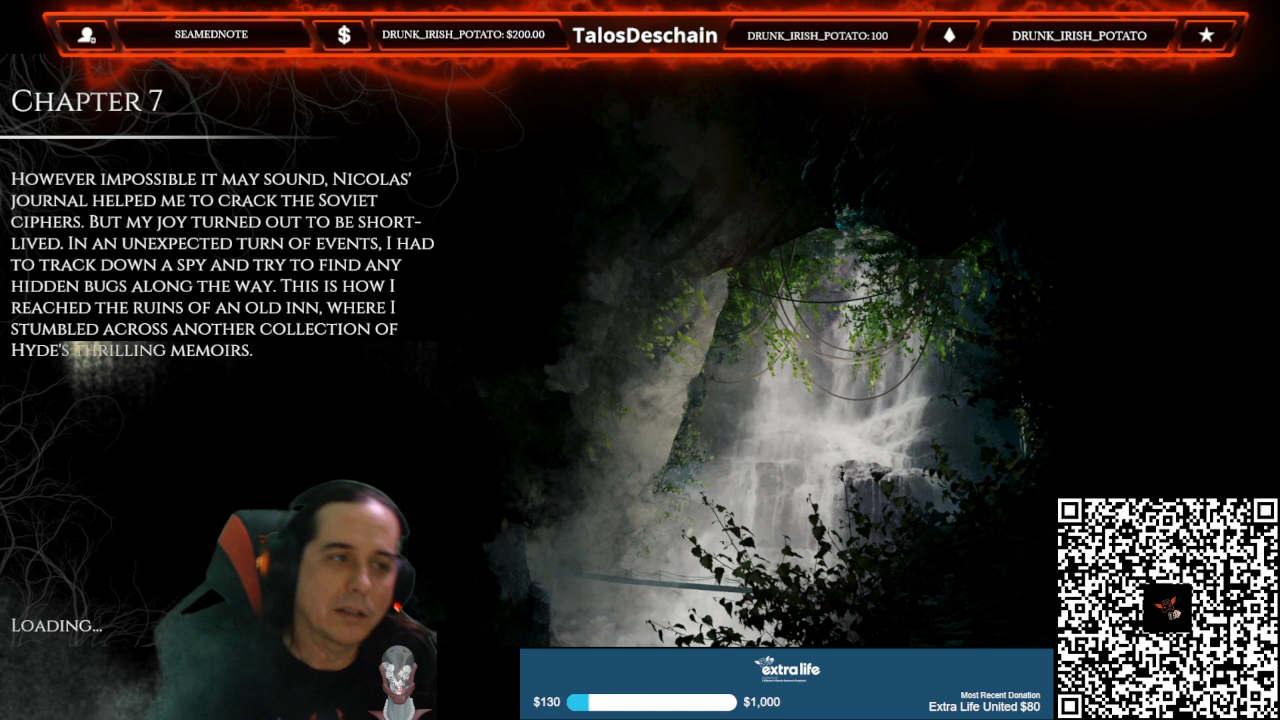 SEAMEDNOTE
$
DRUNK_IRISH_POTATO: $200.00
TalosDeschain
DRUNK_IRISH_POTATO: 100
DRUNK_IRISH_POTATO
Chapter 7
However impossible it may sound, Nicolas'
journal helped me to crack the Soviet
ciphers. But my joy turned out to be short-
lived. In an unexpected turn of events, I had
to track down a spy and try to find any
hidden bugs along the way. This is how I
reached the ruins of an old inn, where I
stumbled across another collection of
Hyde's thrilling memoirs.
Loading...
extralife
$130
$1,000
Most Recent Donation
Extra Life United $80